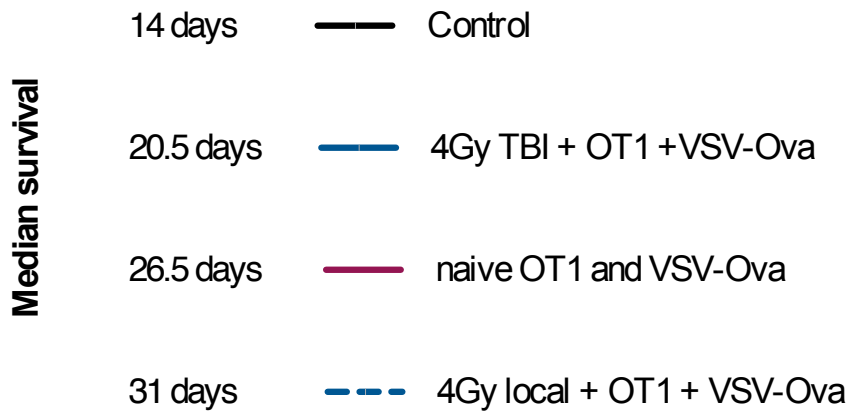 Median survival
14 days Control
20.5 days 4Gy TBI + OT1 +VSV-Ova
26.5 days naive OT1 and VSV-Ova
31 days 4Gy local + OT1 + VSV-Ova